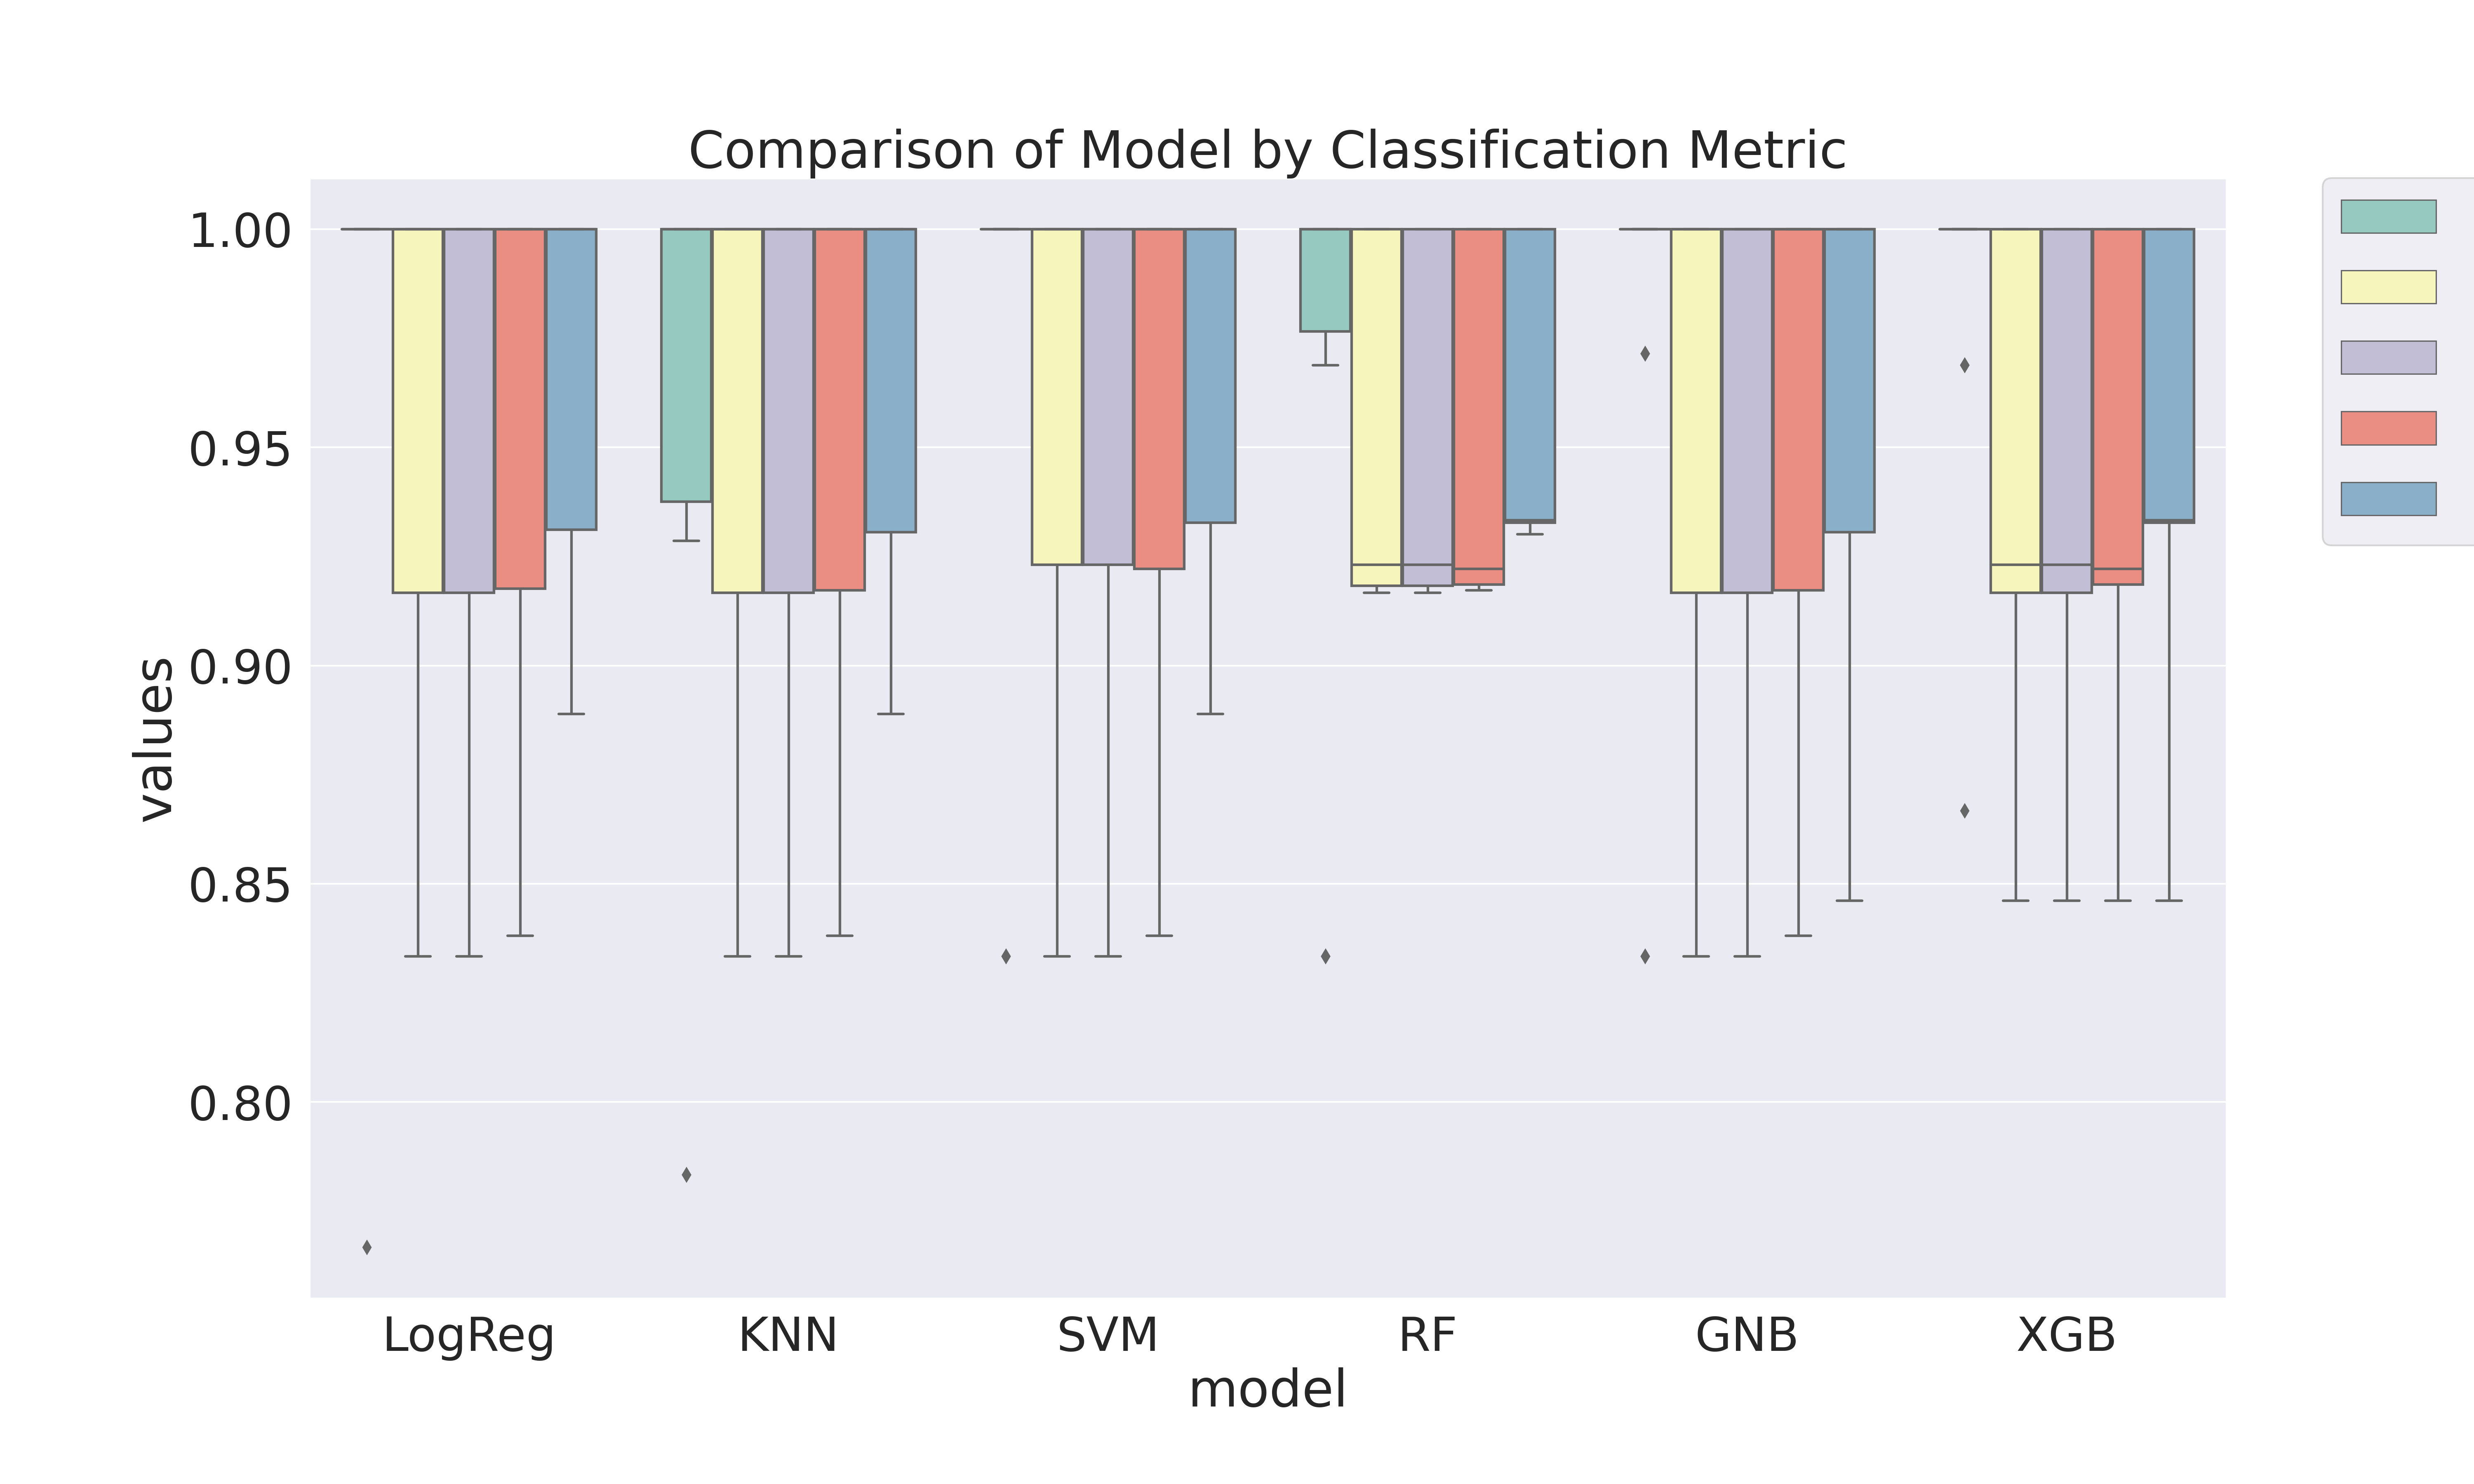 Comparison of Model by Classification Metric
1.00
0.95
0.90
0.85
0.80
values
LogReg KNN SVM RF GNB XGB
model